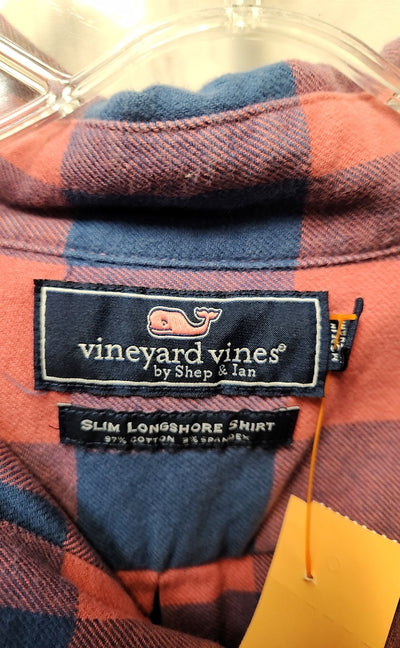 vineyard vines®
by Shep & Ian
SLIM LONGSHORE SHIRT
97% COTTON 3% SPANDEX